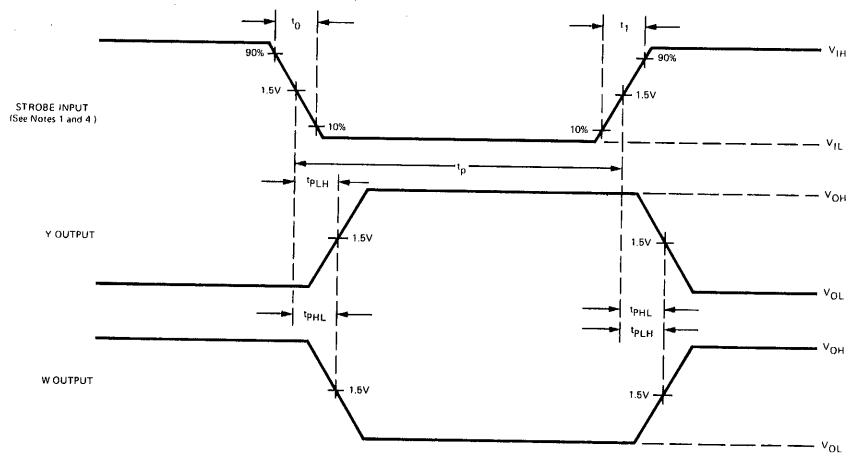 t0
t1
90%
90%
VIH
1.5V
1.5V
STROBE INPUT
(See Notes 1 and 4)
10%
10%
VIL
tp
tPLH
VOH
Y OUTPUT
1.5V
1.5V
VOL
tPHL
tPHL
tPLH
VOH
W OUTPUT
1.5V
1.5V
VOL